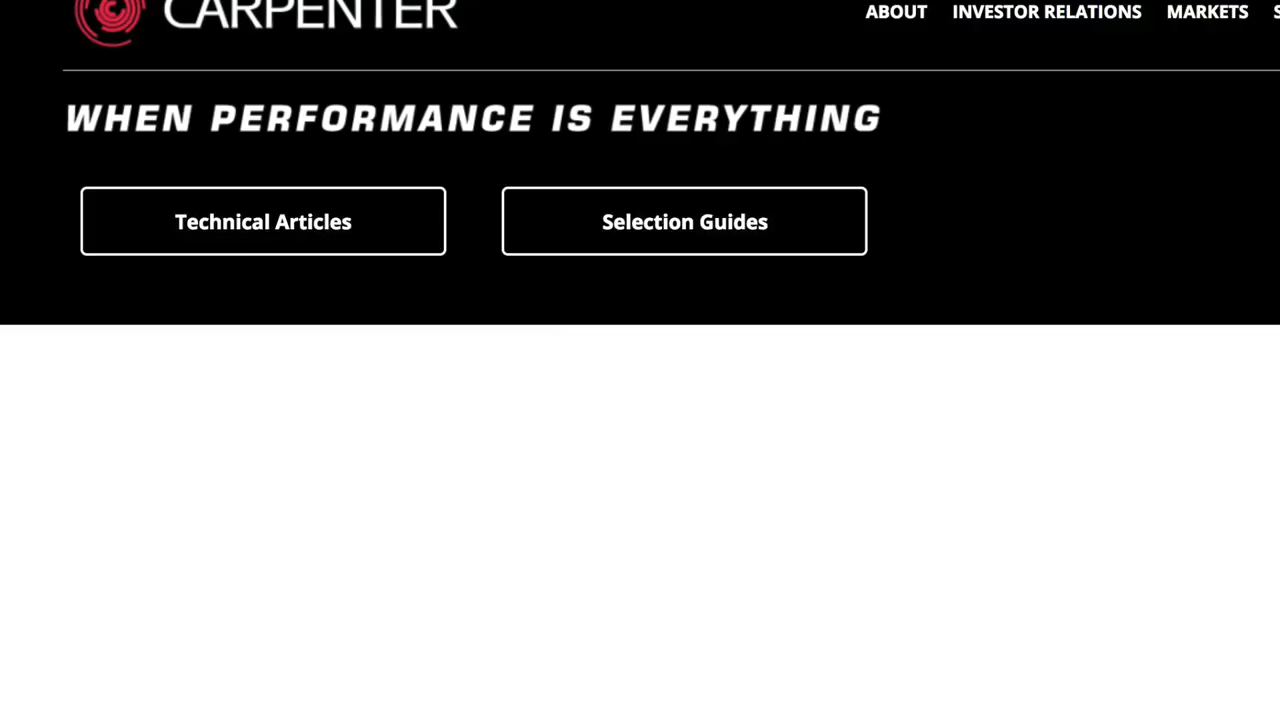 CARPENTER
ABOUT INVESTOR RELATIONS MARKETS
WHEN PERFORMANCE IS EVERYTHING
Technical Articles
Selection Guides